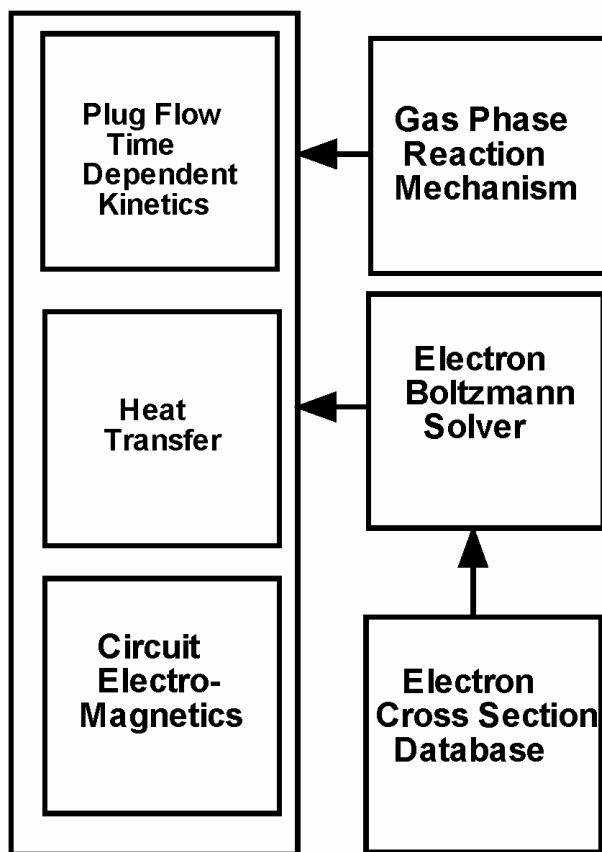 Plug Flow
Time
Dependent
Kinetics
Gas Phase
Reaction
Mechanism
Heat
Transfer
Electron
Boltzmann
Solver
Circuit
Electro-
Magnetics
Electron
Cross Section
Database